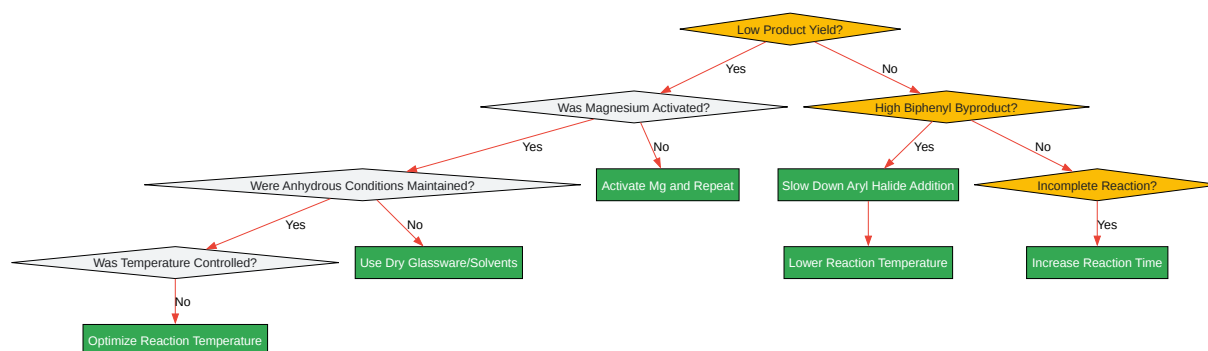 Low Product Yield?
Yes
No
Was Magnesium Activated?
High Biphenyl Byproduct?
Yes
No
Yes
No
Were Anhydrous Conditions Maintained?
Activate Mg and Repeat
Slow Down Aryl Halide Addition
Incomplete Reaction?
Yes
No
Yes
Was Temperature Controlled?
Use Dry Glassware/Solvents
Lower Reaction Temperature
Increase Reaction Time
No
Optimize Reaction Temperature